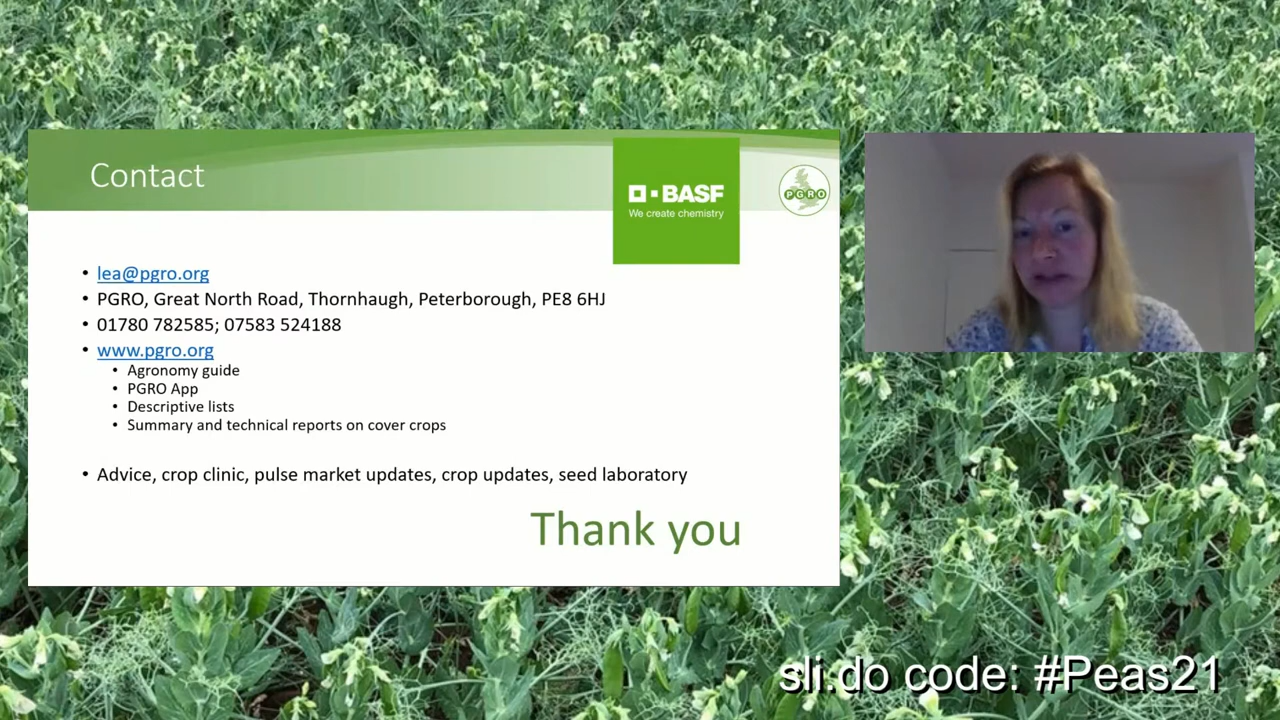 Contact
BASF
We create chemistry
PGRO
lea@pgro.org
PGRO, Great North Road, Thornhaugh, Peterborough, PE8 6HJ
01780 782585; 07583 524188
www.pgro.org
Agronomy guide
PGRO App
Descriptive lists
Summary and technical reports on cover crops
Advice, crop clinic, pulse market updates, crop updates, seed laboratory
Thank you
sli.do code: #Peas21